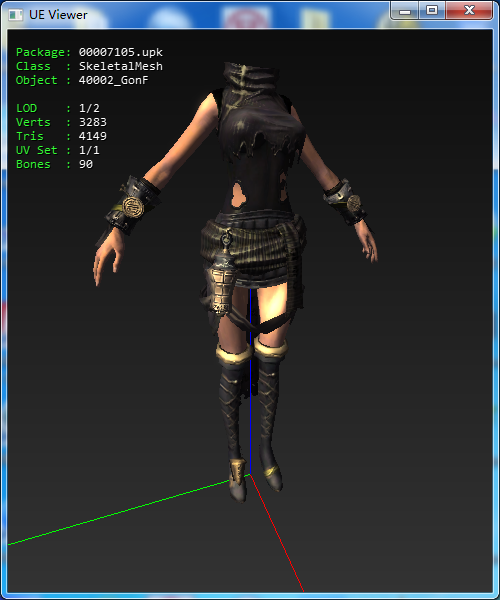 UE Viewer
Package: 00007105.upk
Class : SkeletalMesh
Object : 40002_GonF
LOD : 1/2
Verts : 3283
Tris : 4149
UV Set : 1/1
Bones : 90